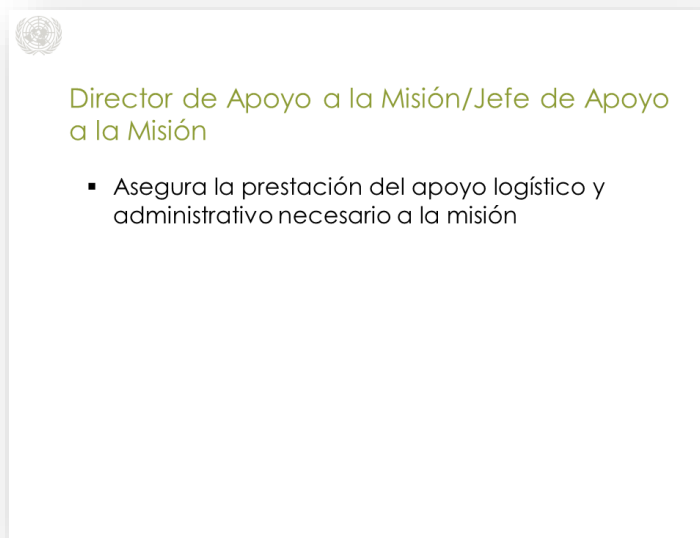 Director de Apoyo a la Misión/Jefe de Apoyo
a la Misión
▪ Asegura la prestación del apoyo logístico y
administrativo necesario a la misión